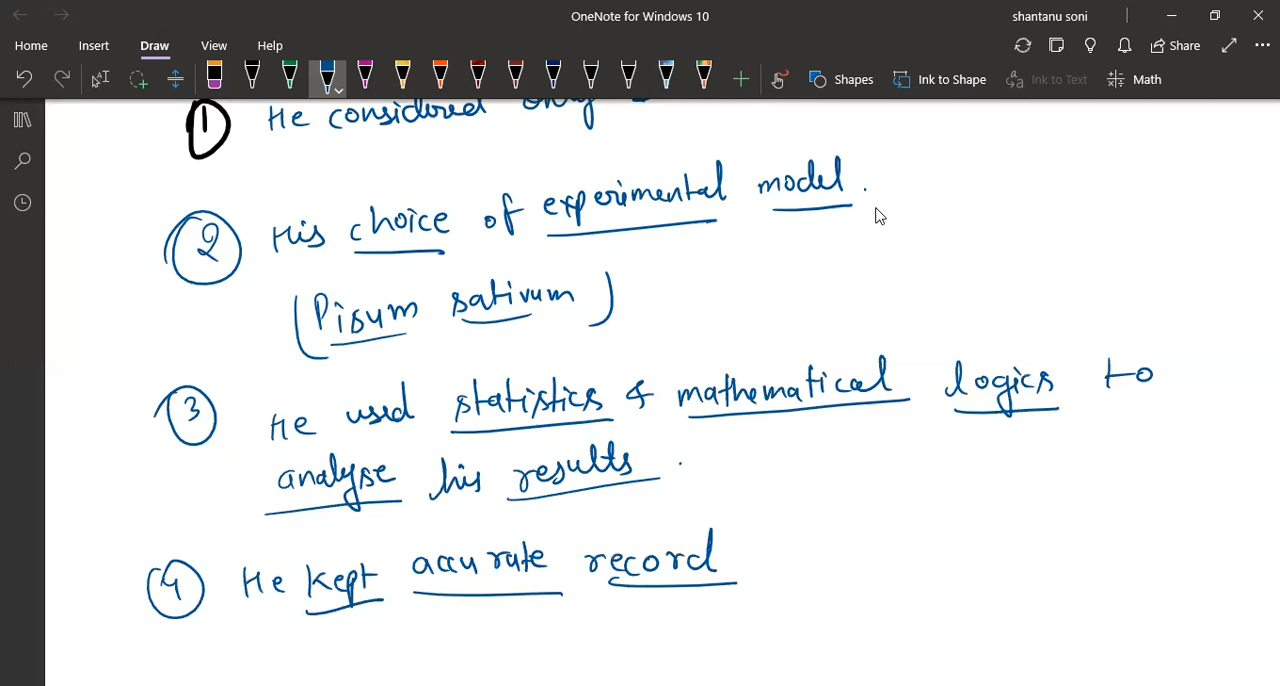 OneNote for Windows 10
shantanu soni
Home Insert Draw View Help
Share
Shapes Ink to Shape Ink to Text Math
1 He considered only
2 His choice of experimental model.
(Pisum sativum)
3 He used statistics & mathematical logics to
analyse his results.
4 He kept accurate record